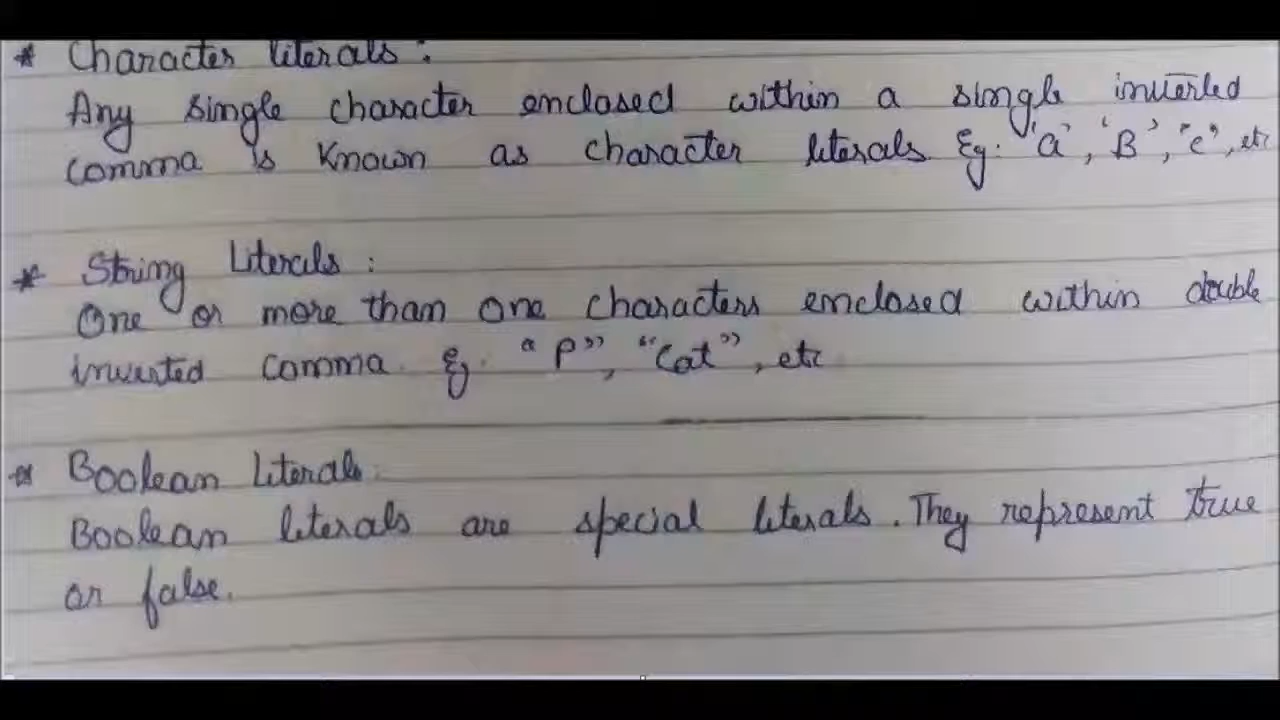 * Character literals :
Any single character enclosed within a single inverted
comma is known as character literals Eg: 'a', 'B', "c", etc
* String Literals :
One or more than one characters enclosed within double
inverted comma. Eg. "P", "Cat", etc
* Boolean Literals.
Boolean literals are special literals. They represent true
or false.